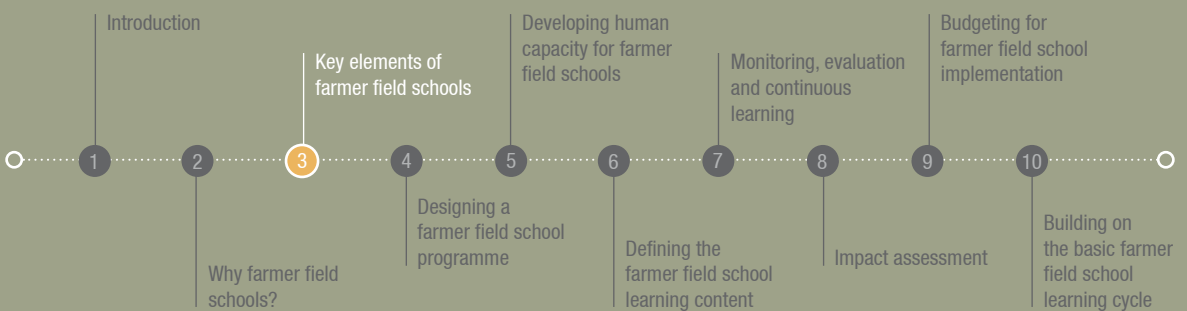 Introduction
Key elements of
farmer field schools
Developing human
capacity for farmer
field schools
Monitoring, evaluation
and continuous
learning
Budgeting for
farmer field school
implementation
1
2
3
4
5
6
7
8
9
10
Why farmer field
schools?
Designing a
farmer field school
programme
Defining the
farmer field school
learning content
Impact assessment
Building on
the basic farmer
field school
learning cycle